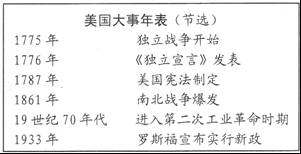 美国大事年表（节选）
1775年 独立战争开始
1776年 《独立宣言》发表
1787年 美国宪法制定
1861年 南北战争爆发
19世纪70年代 进入第二次工业革命时期
1933年 罗斯福宣布实行新政